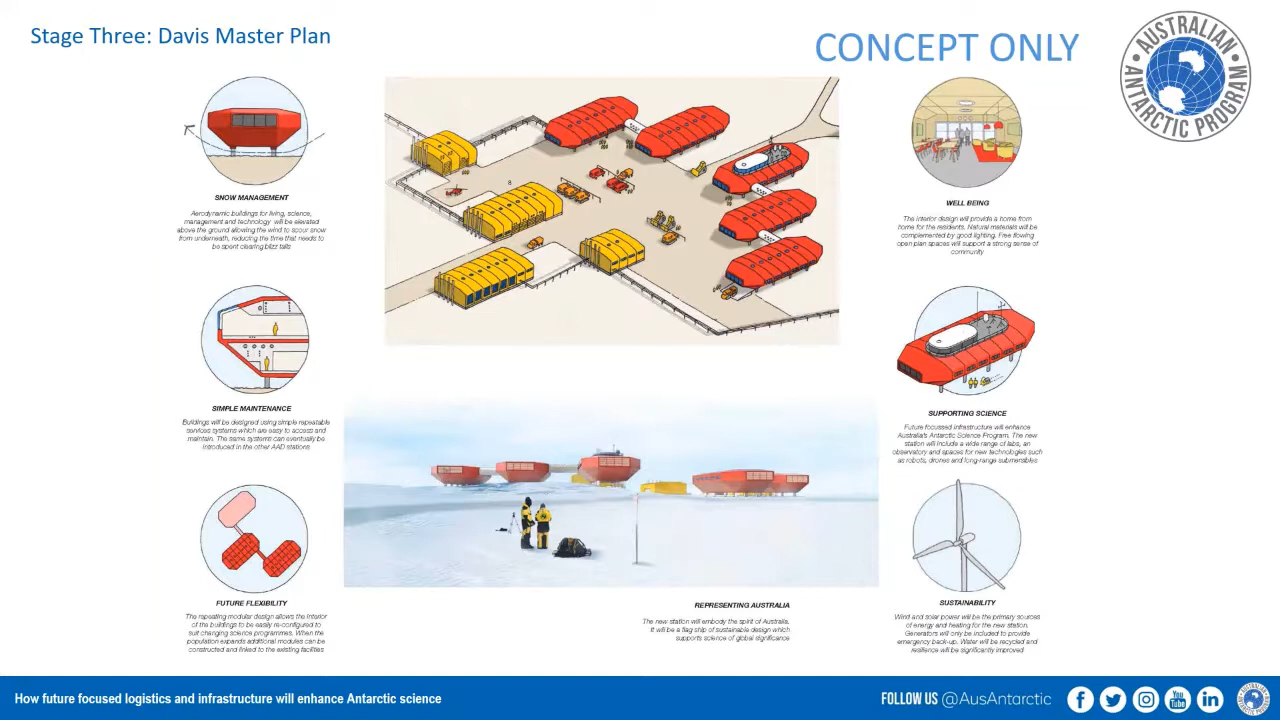 Stage Three: Davis Master Plan
CONCEPT ONLY
AUSTRALIAN ANTARCTIC PROGRAM
SNOW MANAGEMENT
Aerodynamic buildings for living, science,
management and technology will be elevated
above the ground allowing the wind to scour snow
from underneath, reducing the time that needs to
be spent clearing blizz tails
WELL BEING
The interior design will provide a home from
home for the residents. Natural materials will be
complemented by good lighting. Free flowing
open plan spaces will support a strong sense of
community
SIMPLE MAINTENANCE
Buildings will be designed using simple repeatable
services systems which are easy to access and
maintain. The same systems can eventually be
introduced in the other AAD stations
SUPPORTING SCIENCE
Future focussed infrastructure will enhance
Australia's Antarctic Science Program. The new
station will include a wide range of labs, an
observatory and spaces for new technologies such
as robots, drones and long-range submersibles
FUTURE FLEXIBILITY
The repeating modular design allows the interior
of the buildings to be easily re-configured to
suit changing science programmes. When the
population expands additional modules can be
constructed and linked to the existing facilities
REPRESENTING AUSTRALIA
The new station will embody the spirit of Australia.
It will be a flag ship of sustainable design which
supports science of global significance
SUSTAINABILITY
Wind and solar power will be the primary sources
of energy and heating for the new station.
Generators will only be included to provide
emergency back-up. Water will be recycled and
resilience will be significantly improved
How future focused logistics and infrastructure will enhance Antarctic science
FOLLOW US @AusAntarctic
You
Tube